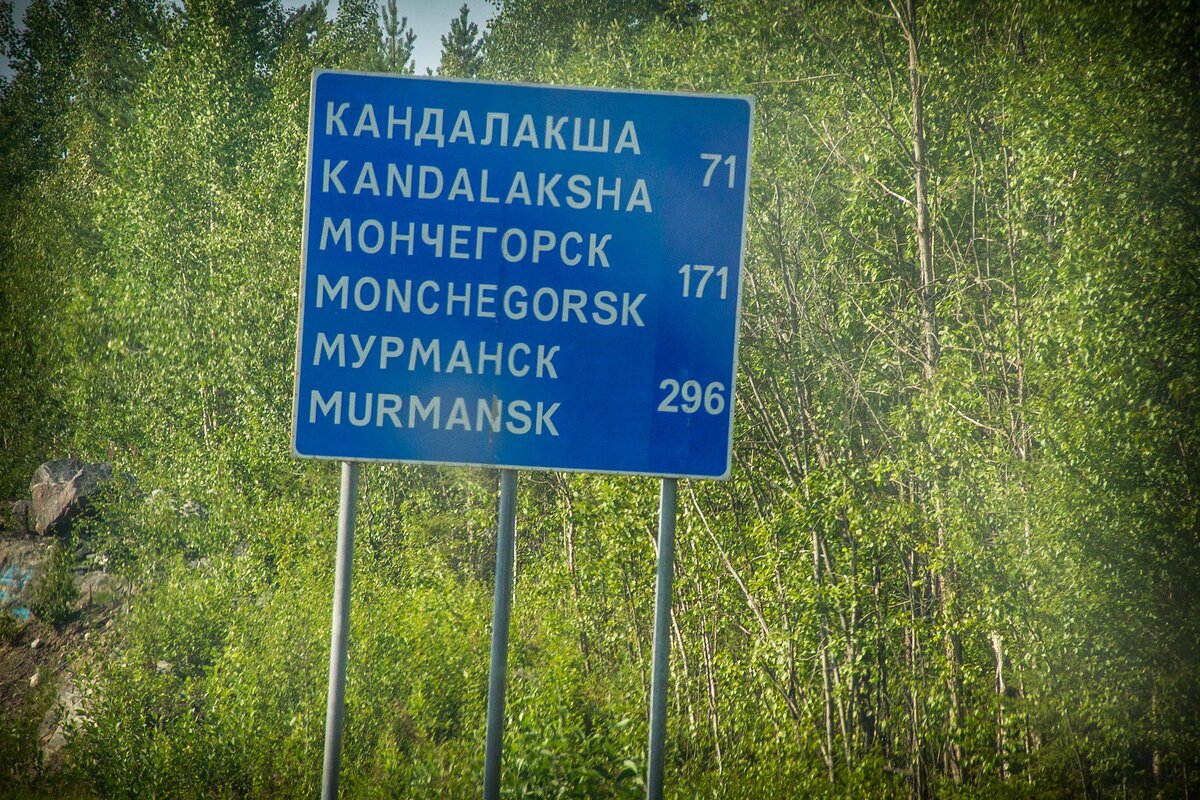 КАНДАЛАКША
KANDALAKSHA 71
МОНЧЕГОРСК
MONCHEGORSK 171
МУРМАНСК
MURMANSK 296